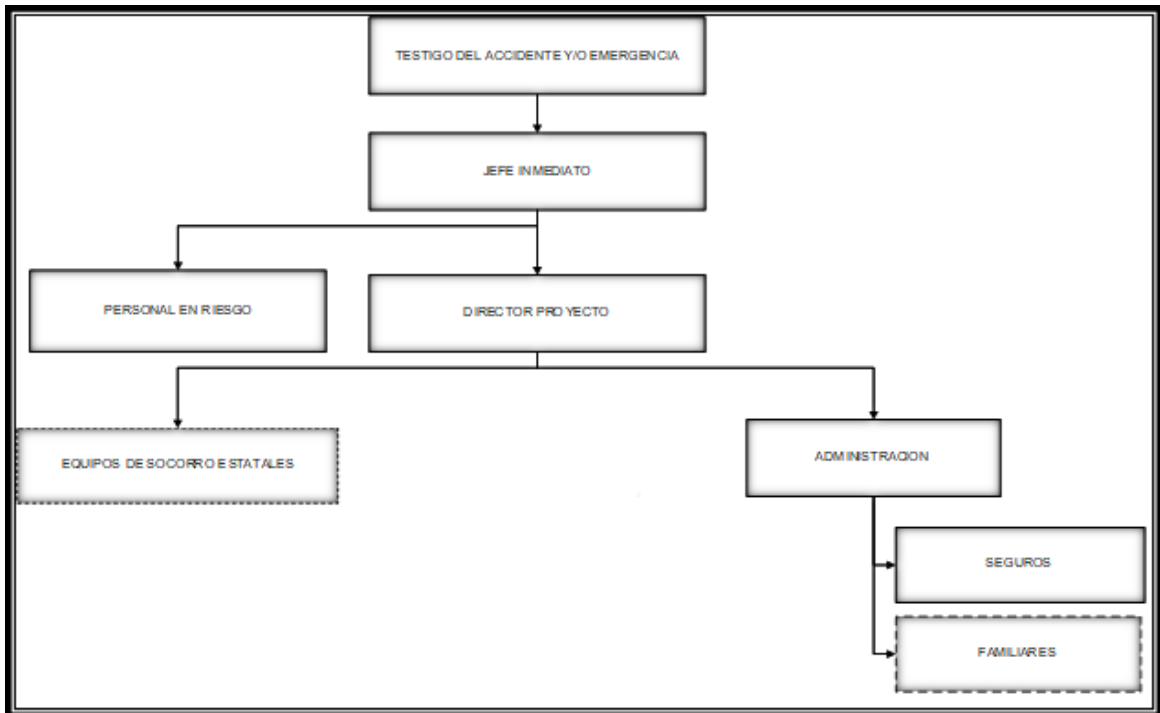 TESTIGO DEL ACCIDENTE Y/O EMERGENCIA
JEFE INMEDIATO
PERSONAL EN RIESGO
DIRECTOR PROYECTO
EQUIPOS DE SOCORRO ESTATALES
ADMINISTRACION
SEGUROS
FAMILIARES